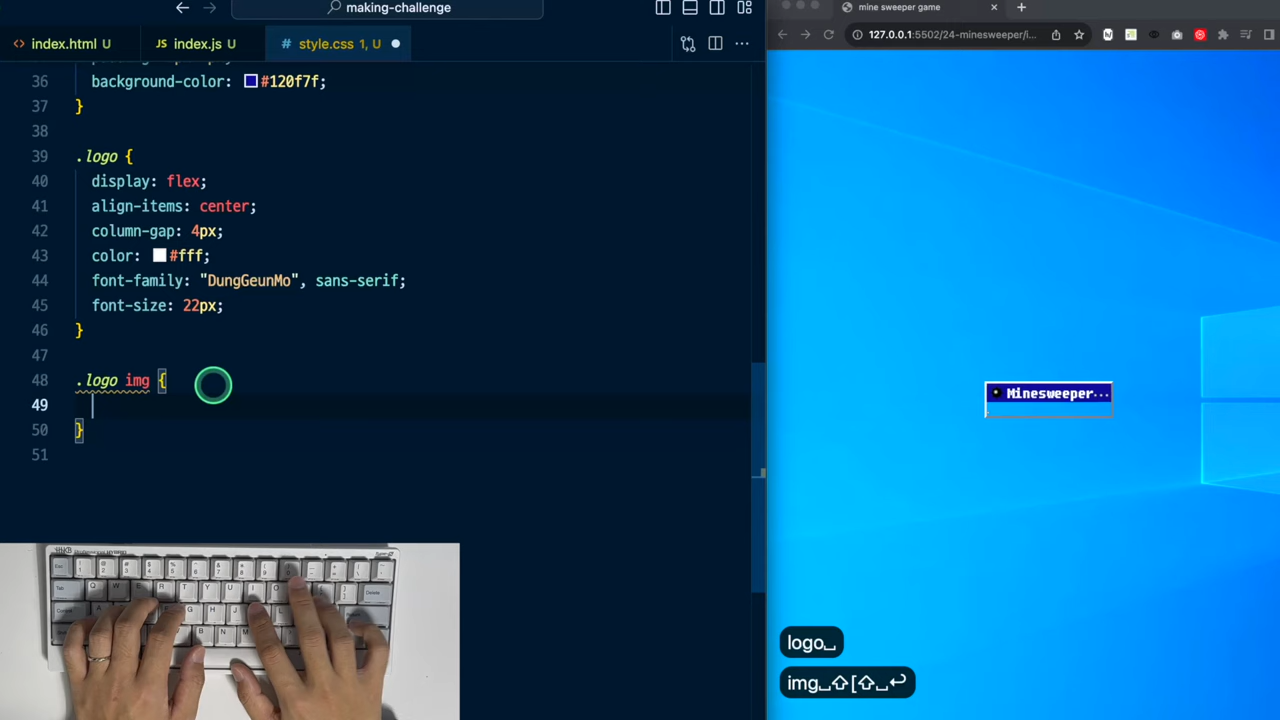 making-challenge
mine sweeper game
index.html U
JS index.js U
style.css 1, U
127.0.0.1:5502/24-minesweeper/i...
36 background-color: #120f7f;
37 }
38
39 .logo {
40 display: flex;
41 align-items: center;
42 column-gap: 4px;
43 color: #fff;
44 font-family: "DungGeunMo", sans-serif;
45 font-size: 22px;
46 }
47
48 .logo img {
49
50 }
51
Minesweeper...
logo␣
img␣⇧[⇧␣↩